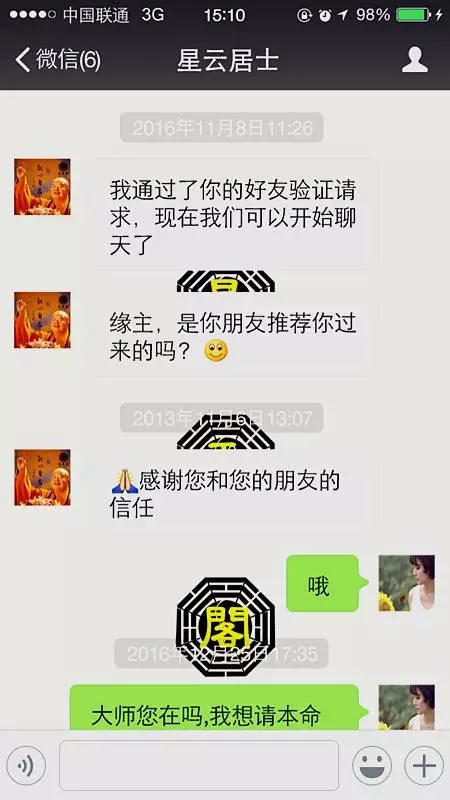 中国联通 3G 15:10 98%
微信(6) 星云居士
2016年11月8日11:26
我通过了你的好友验证请
求，现在我们可以开始聊
天了
缘主，是你朋友推荐你过
来的吗？
2013年11月6日13:07
感谢您和您的朋友的
信任
哦
閣
2016年12月25日17:35
大师您在吗,我想请本命